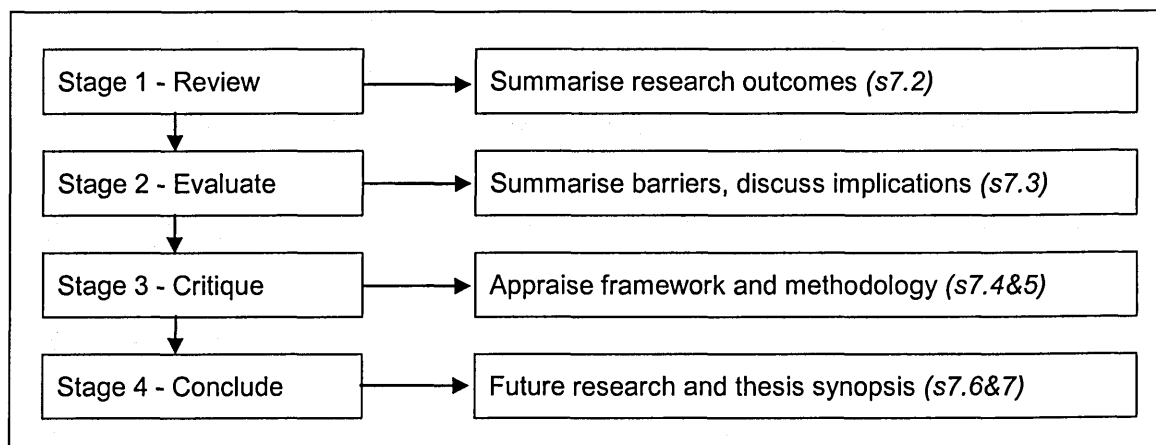 Stage 1 - Review
Summarise research outcomes (s7.2)
Stage 2 - Evaluate
Summarise barriers, discuss implications (s7.3)
Stage 3 - Critique
Appraise framework and methodology (s7.4&5)
Stage 4 - Conclude
Future research and thesis synopsis (s7.6&7)